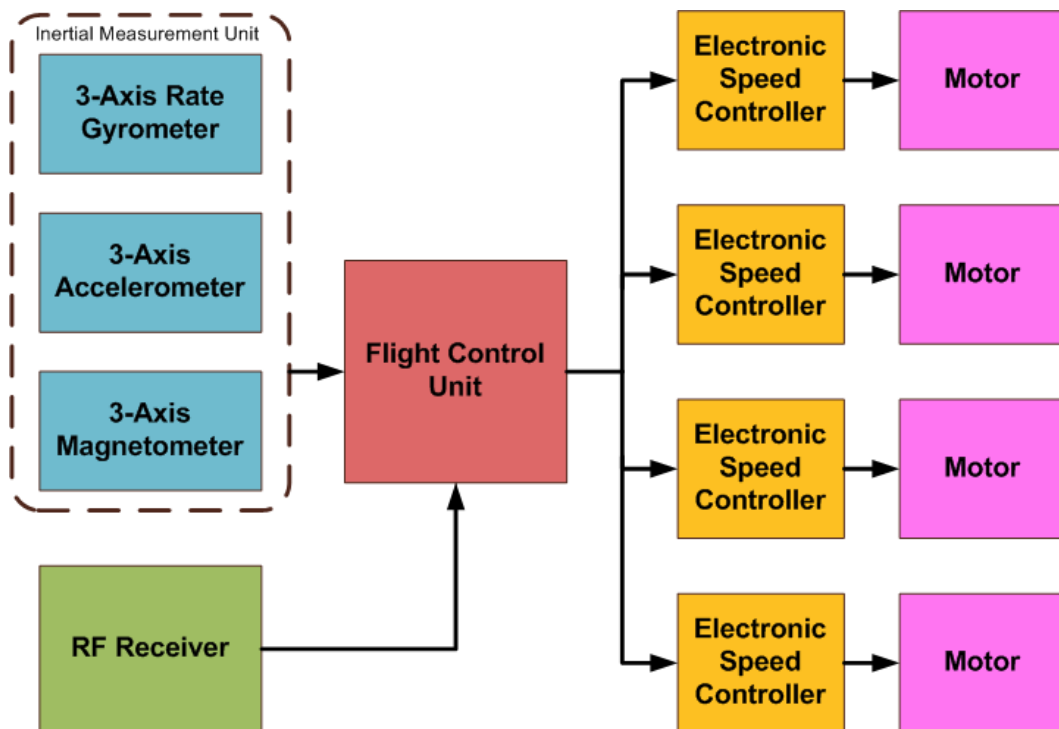 Inertial Measurement Unit
3-Axis Rate
Gyrometer
3-Axis
Accelerometer
3-Axis
Magnetometer
RF Receiver
Flight Control
Unit
Electronic
Speed
Controller
Motor
Electronic
Speed
Controller
Motor
Electronic
Speed
Controller
Motor
Electronic
Speed
Controller
Motor